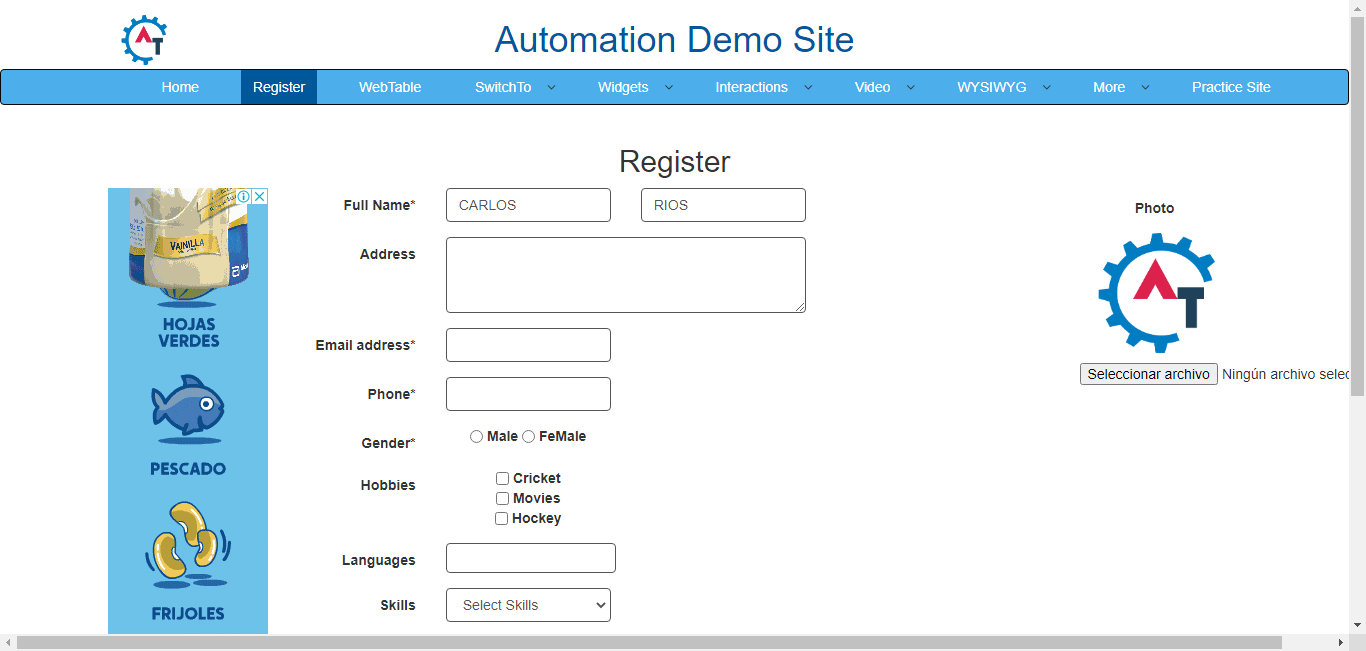 AT
Automation Demo Site
Home Register WebTable SwitchTo Widgets Interactions Video WYSIWYG More Practice Site
Register
Full Name* CARLOS RIOS
Photo
Address
AT
Email address*
Seleccionar archivo Ningún archivo selec
Phone*
Gender* Male FeMale
Hobbies Cricket
Movies
Hockey
Languages
Skills Select Skills
VAINILLA
HOJAS
VERDES
PESCADO
FRIJOLES